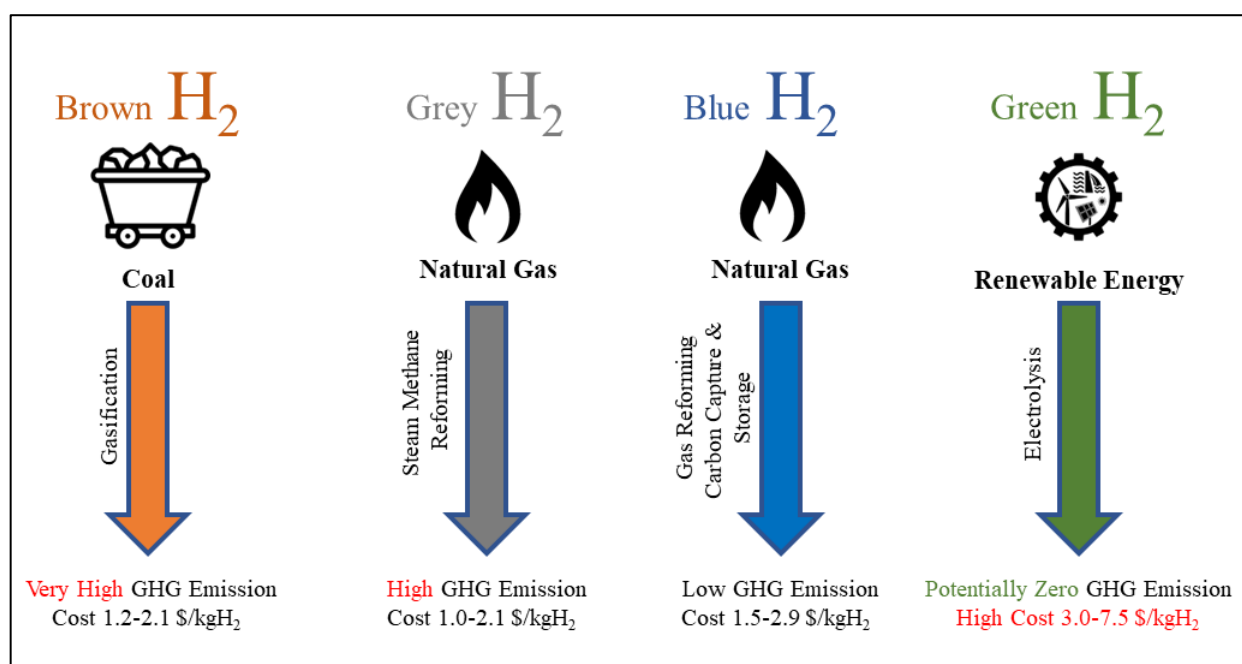 Brown H₂
Coal
Gasification
Very High GHG Emission
Cost 1.2-2.1 $/kgH₂
Grey H₂
Natural Gas
Steam Methane
Reforming
High GHG Emission
Cost 1.0-2.1 $/kgH₂
Blue H₂
Natural Gas
Gas Reforming
Carbon Capture &
Storage
Low GHG Emission
Cost 1.5-2.9 $/kgH₂
Green H₂
Renewable Energy
Electrolysis
Potentially Zero GHG Emission
High Cost 3.0-7.5 $/kgH₂